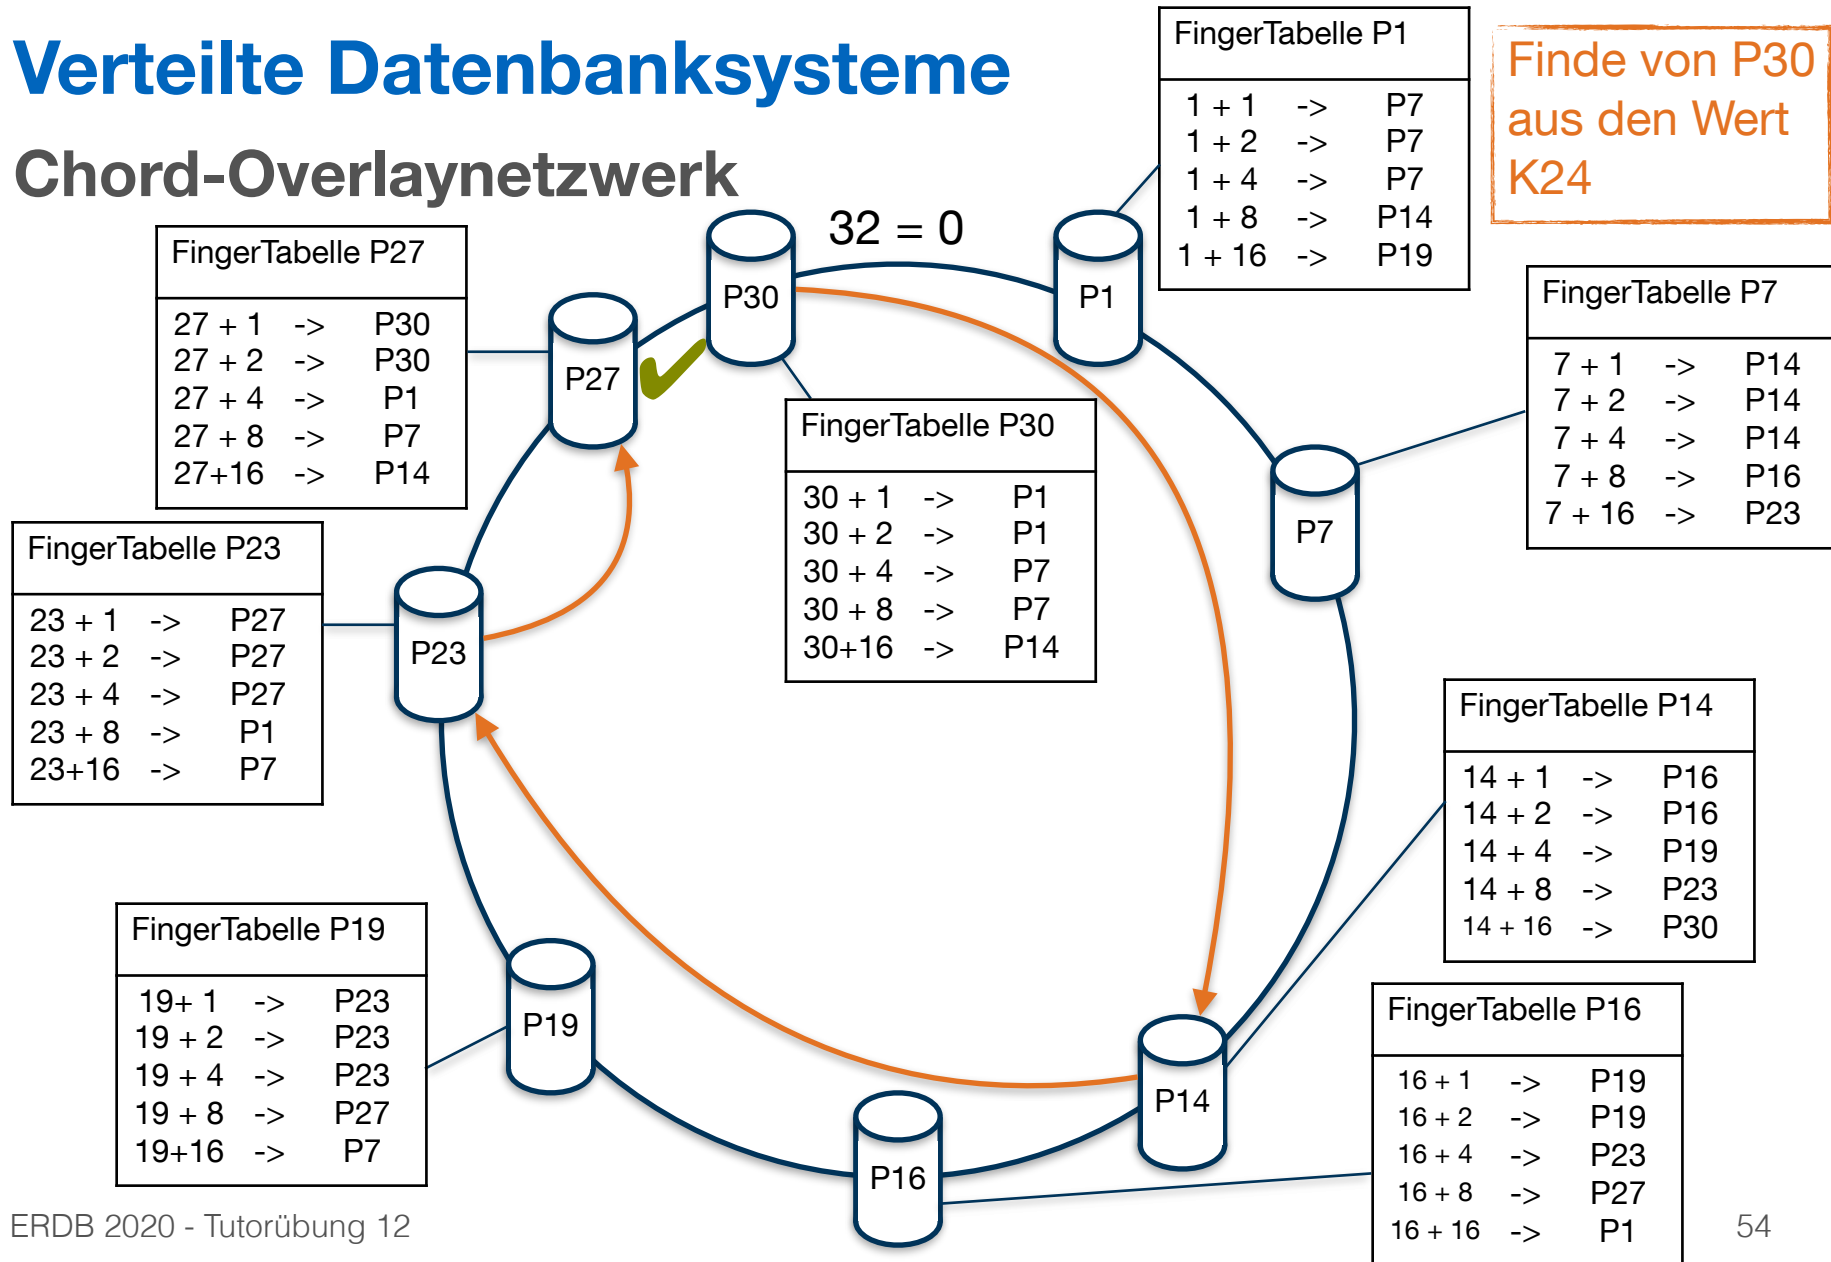 Verteilte Datenbanksysteme
Chord-Overlaynetzwerk
Finde von P30
aus den Wert
K24
32 = 0
FingerTabelle P1
1 + 1 -> P7
1 + 2 -> P7
1 + 4 -> P7
1 + 8 -> P14
1 + 16 -> P19
FingerTabelle P27
27 + 1 -> P30
27 + 2 -> P30
27 + 4 -> P1
27 + 8 -> P7
27+16 -> P14
P30
P1
P27
FingerTabelle P7
7 + 1 -> P14
7 + 2 -> P14
7 + 4 -> P14
7 + 8 -> P16
7 + 16 -> P23
FingerTabelle P30
30 + 1 -> P1
30 + 2 -> P1
30 + 4 -> P7
30 + 8 -> P7
30+16 -> P14
P7
FingerTabelle P23
23 + 1 -> P27
23 + 2 -> P27
23 + 4 -> P27
23 + 8 -> P1
23+16 -> P7
P23
FingerTabelle P14
14 + 1 -> P16
14 + 2 -> P16
14 + 4 -> P19
14 + 8 -> P23
14 + 16 -> P30
FingerTabelle P19
19+ 1 -> P23
19 + 2 -> P23
19 + 4 -> P23
19 + 8 -> P27
19+16 -> P7
P19
P14
P16
FingerTabelle P16
16 + 1 -> P19
16 + 2 -> P19
16 + 4 -> P23
16 + 8 -> P27
16 + 16 -> P1
ERDB 2020 - Tutorübung 12
54